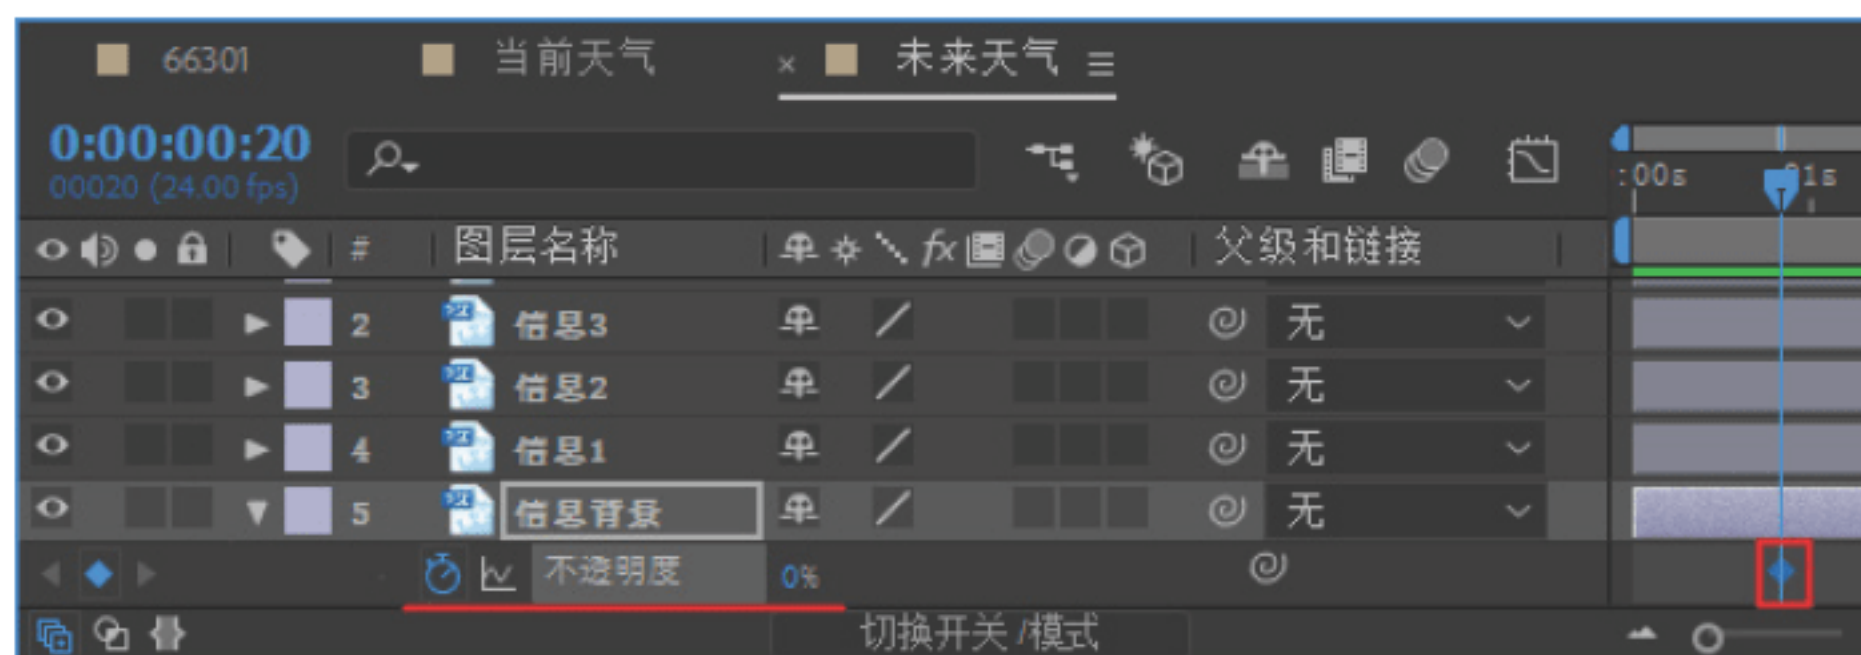 66301 当前天气 × 未来天气
0:00:00:20
00020 (24.00 fps)
:00s 01s
# 图层名称 fx 父级和链接
2 信息3 无
3 信息2 无
4 信息1 无
5 信息背景 无
不透明度 0%
切换开关/模式